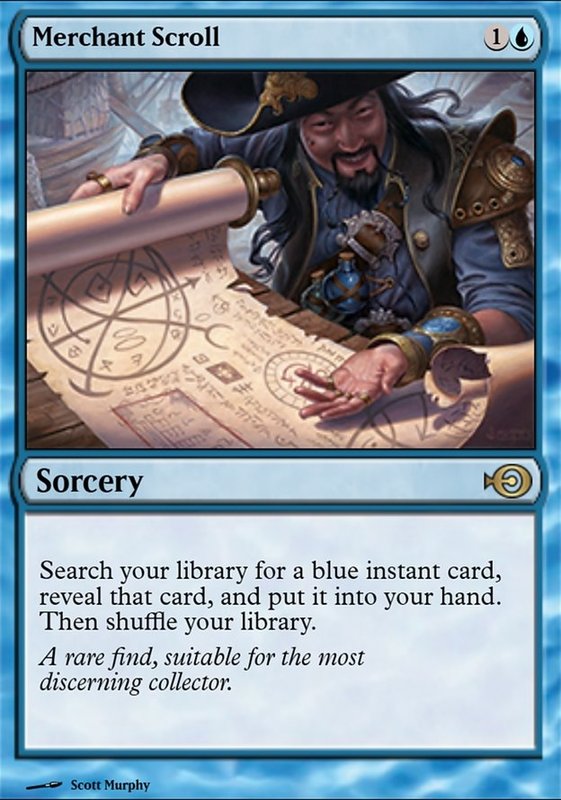 Merchant Scroll
1
Sorcery
Search your library for a blue instant card,
reveal that card, and put it into your hand.
Then shuffle your library.
A rare find, suitable for the most
discerning collector.
Scott Murphy